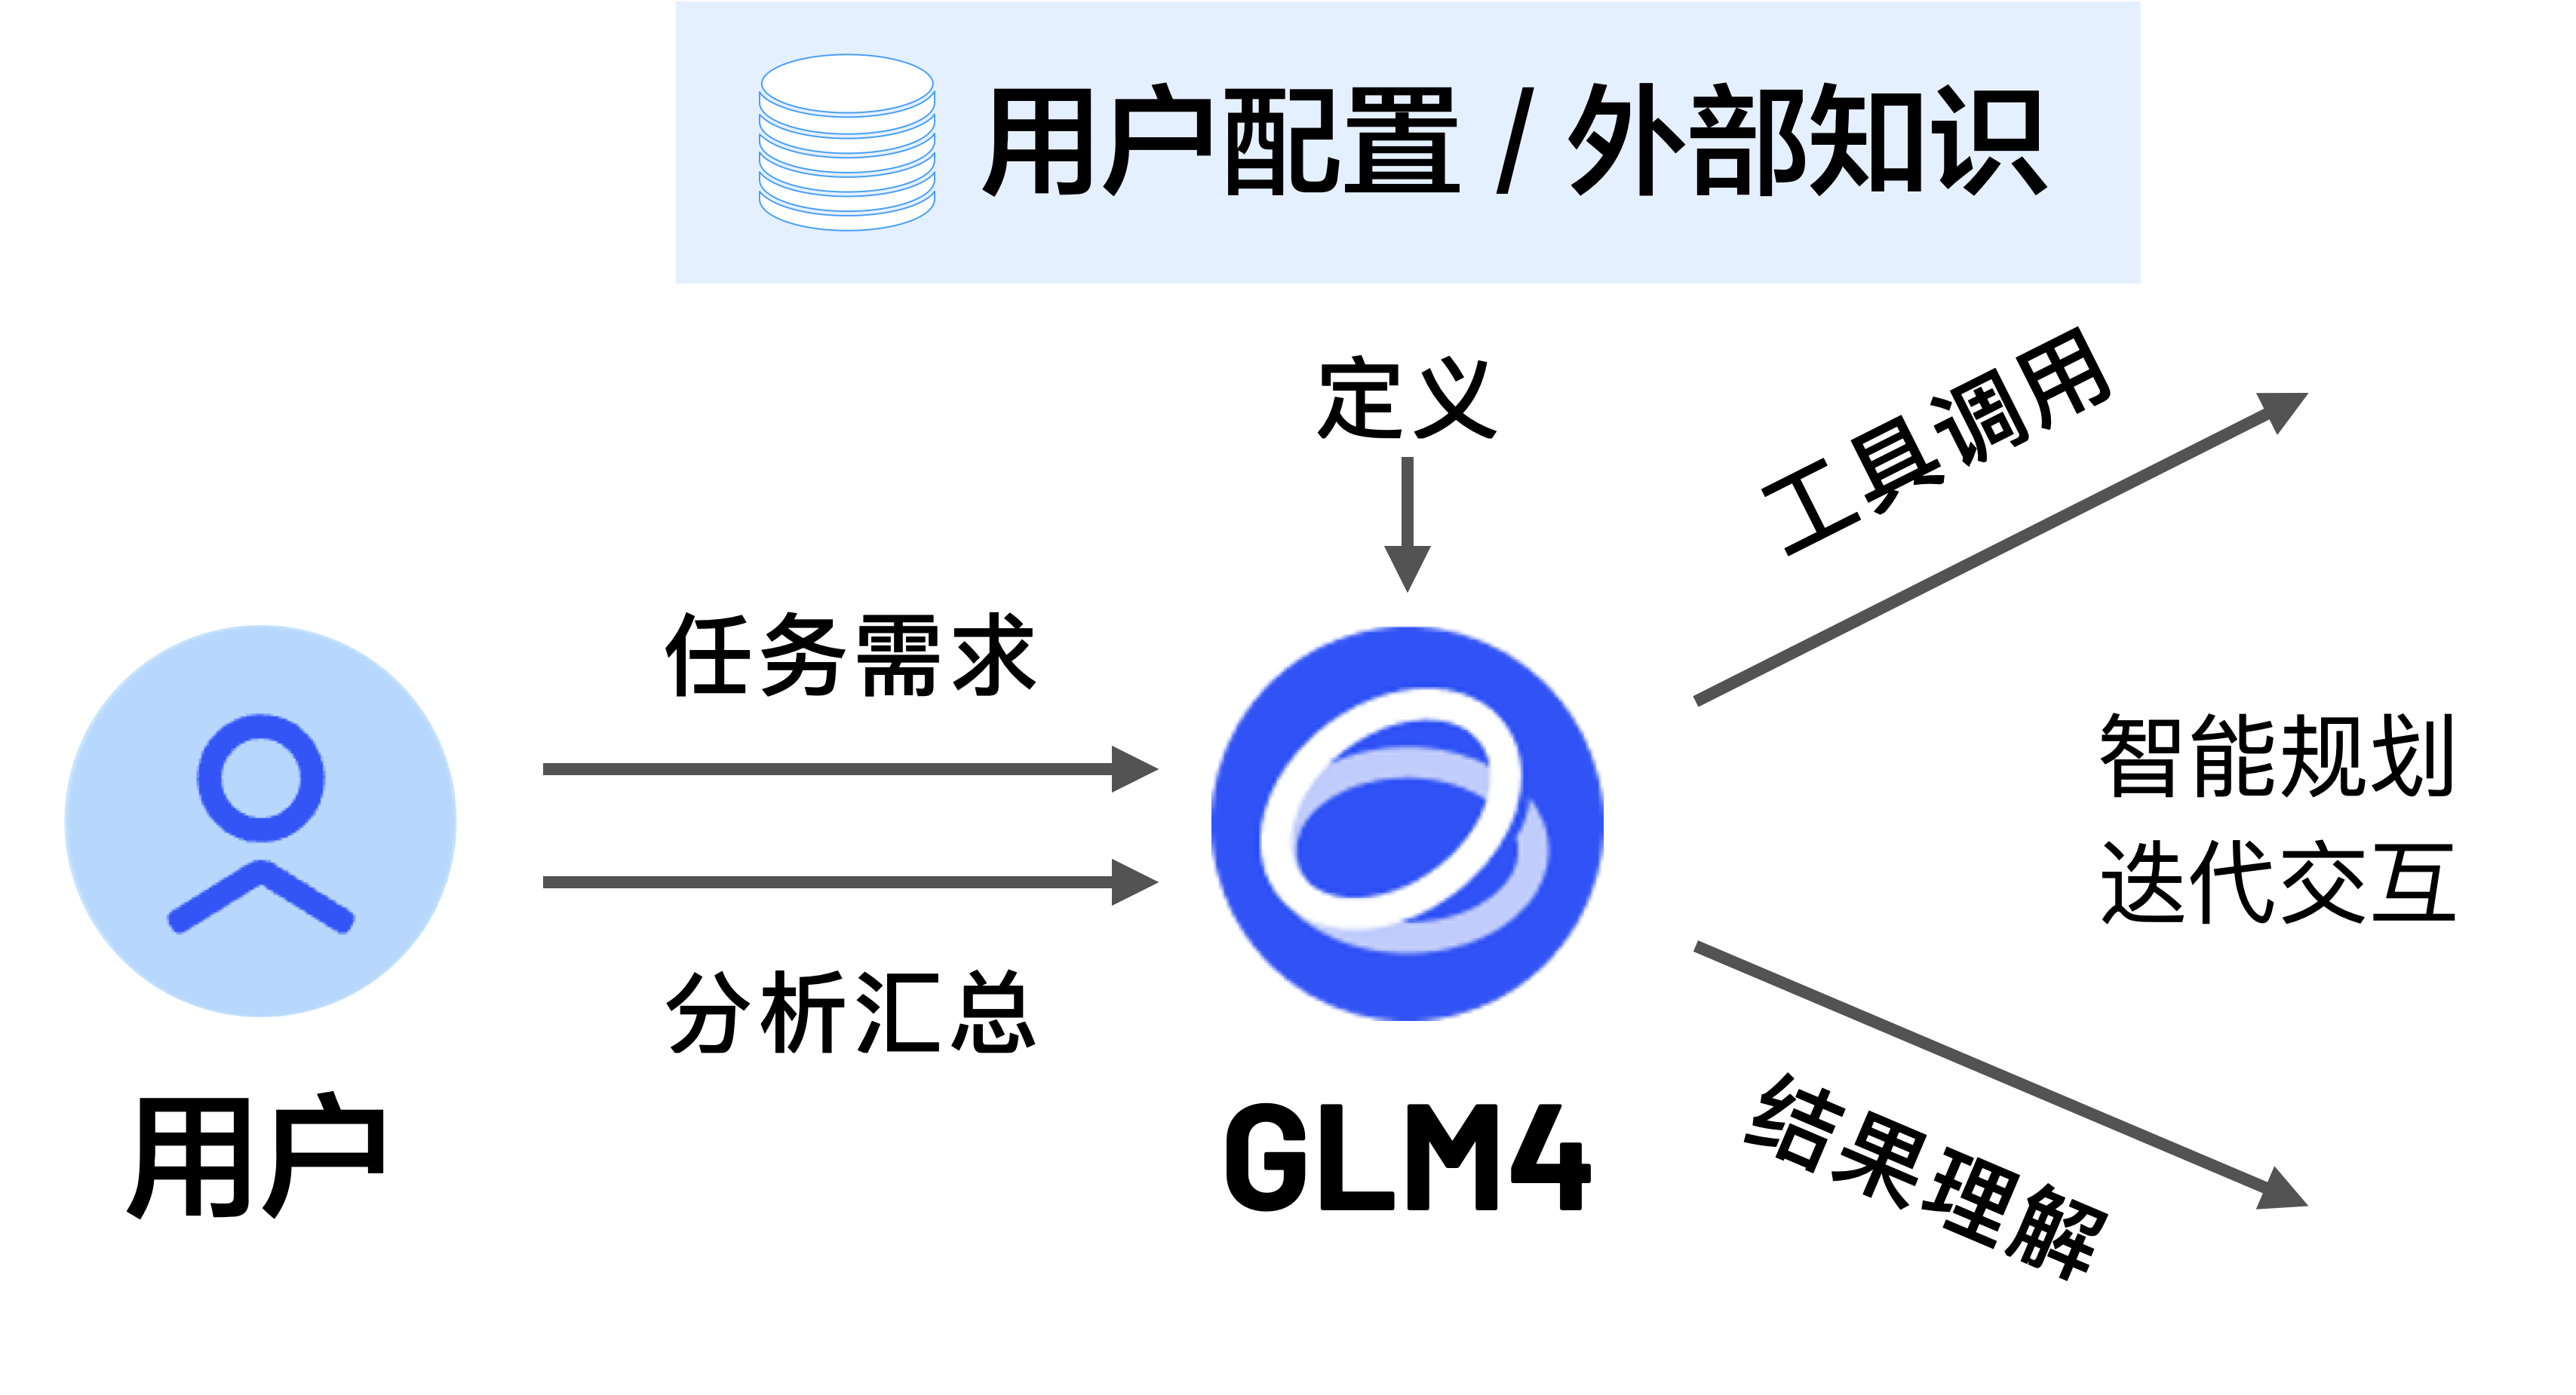 用户配置 / 外部知识
定义
工具调用
任务需求
智能规划
迭代交互
分析汇总
结果理解
用户
GLM4